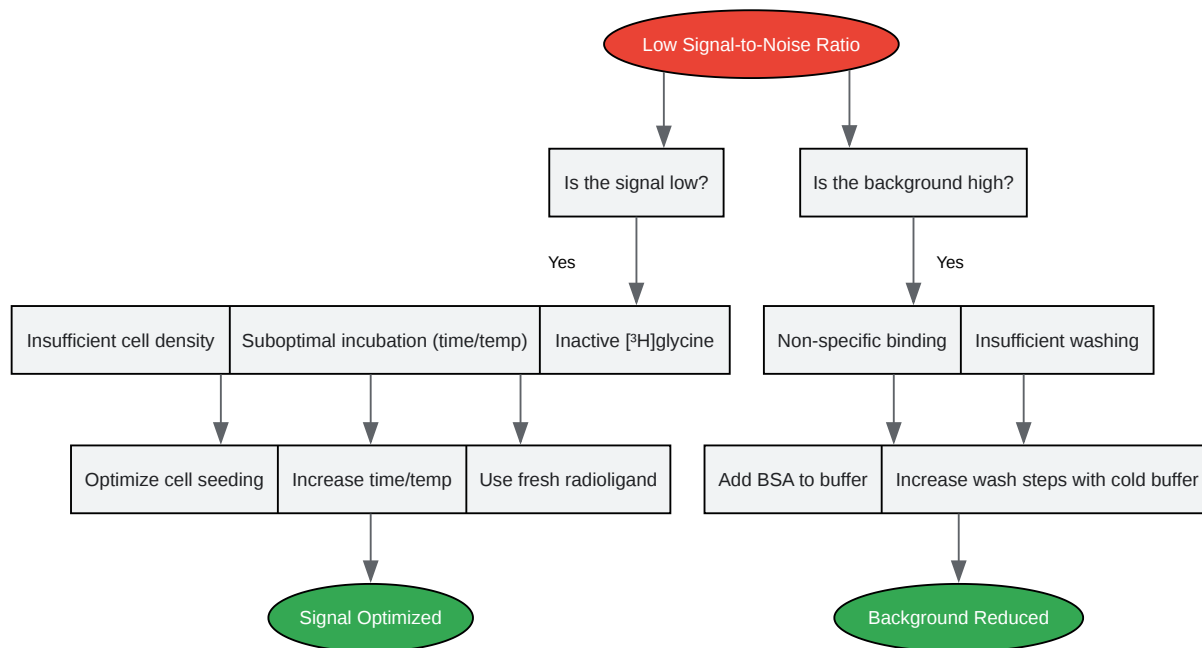 Low Signal-to-Noise Ratio
Is the signal low?
Is the background high?
Yes
Yes
Insufficient cell density
Suboptimal incubation (time/temp)
Inactive [³H]glycine
Non-specific binding
Insufficient washing
Optimize cell seeding
Increase time/temp
Use fresh radioligand
Add BSA to buffer
Increase wash steps with cold buffer
Signal Optimized
Background Reduced